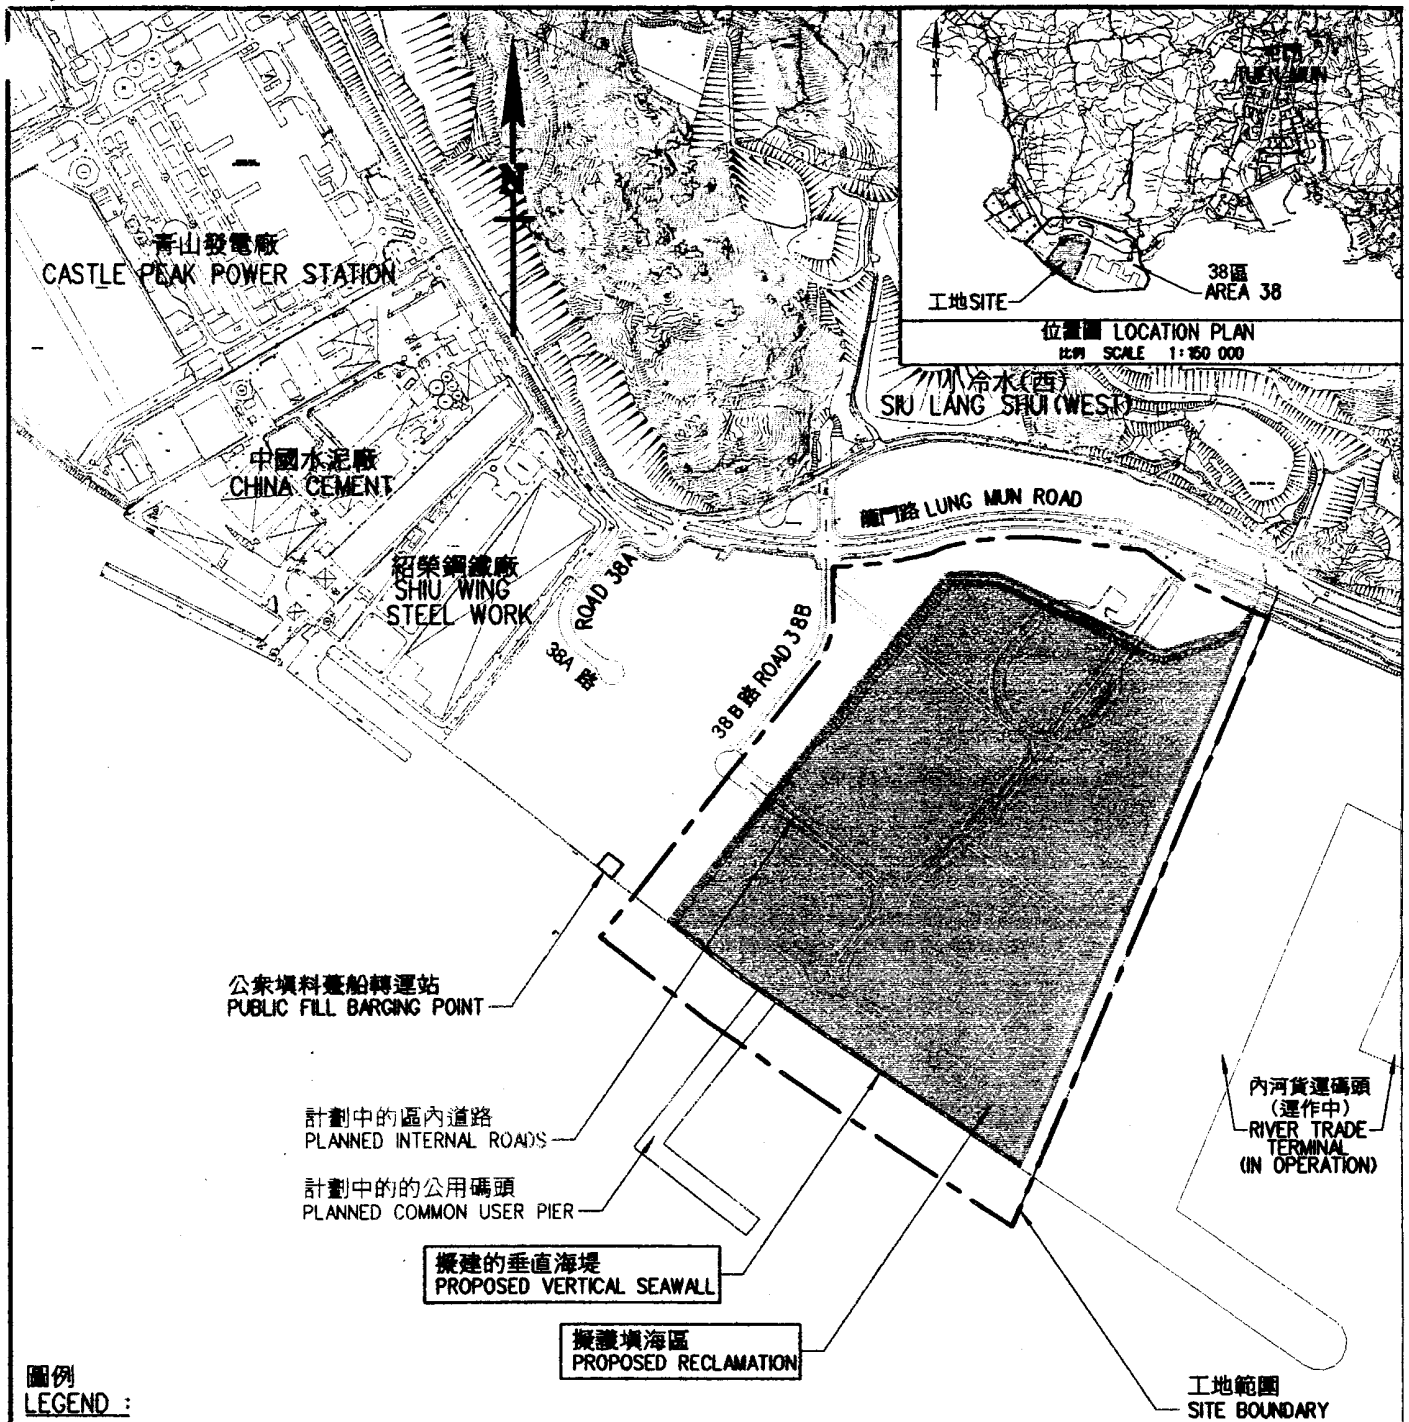 N
青山發電廠
CASTLE PEAK POWER STATION
中國水泥廠
CHINA CEMENT
紹榮鋼鐵廠
SHIU WING
STEEL WORK
屯門
TUEN MUN
38區
AREA 38
工地SITE
位置圖 LOCATION PLAN
比例 SCALE 1:150 000
小冷水(西)
SIU LANG SHUI(WEST)
龍門路 LUNG MUN ROAD
ROAD 38A
38A 路
38B路 ROAD 38B
公眾填料躉船轉運站
PUBLIC FILL BARGING POINT
計劃中的區內道路
PLANNED INTERNAL ROADS
計劃中的的公用碼頭
PLANNED COMMON USER PIER
擬建的垂直海堤
PROPOSED VERTICAL SEAWALL
擬議填海區
PROPOSED RECLAMATION
內河貨運碼頭
(運作中)
RIVER TRADE
TERMINAL
(IN OPERATION)
工地範圍
SITE BOUNDARY
圖例
LEGEND :